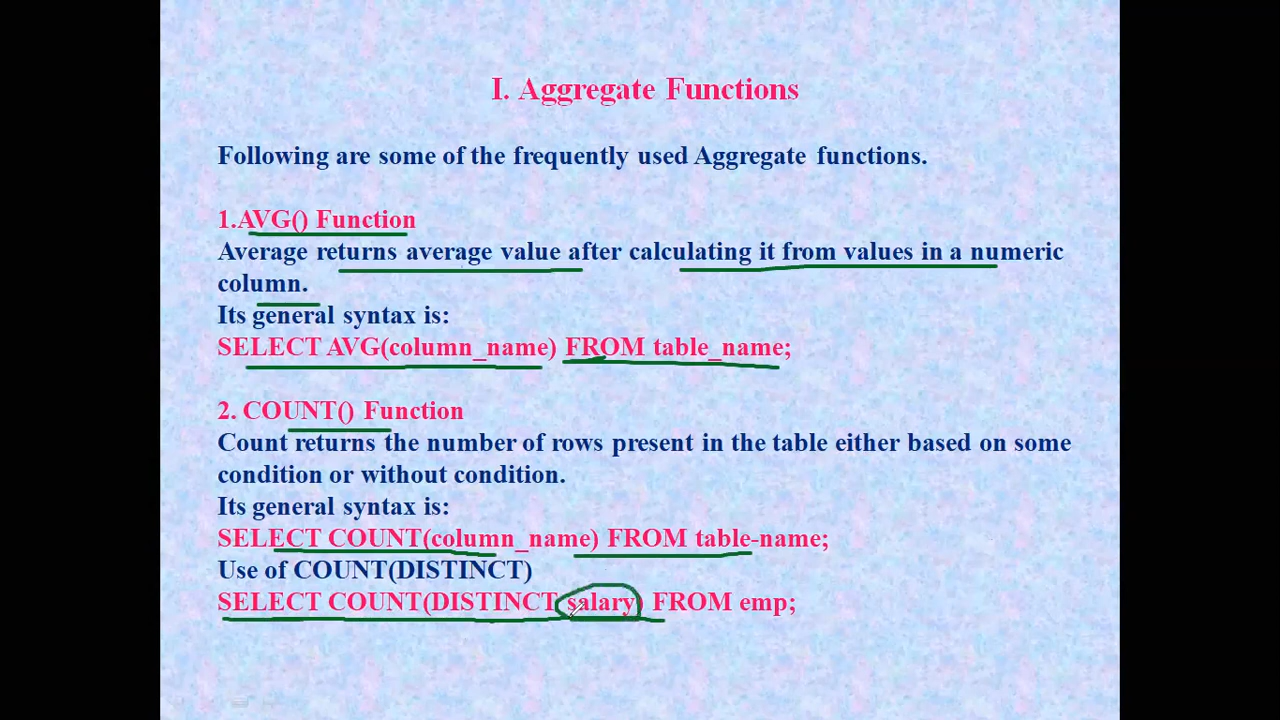 I. Aggregate Functions
Following are some of the frequently used Aggregate functions.
1.AVG() Function
Average returns average value after calculating it from values in a numeric
column.
Its general syntax is:
SELECT AVG(column_name) FROM table_name;
2. COUNT() Function
Count returns the number of rows present in the table either based on some
condition or without condition.
Its general syntax is:
SELECT COUNT(column_name) FROM table-name;
Use of COUNT(DISTINCT)
SELECT COUNT(DISTINCT salary) FROM emp;